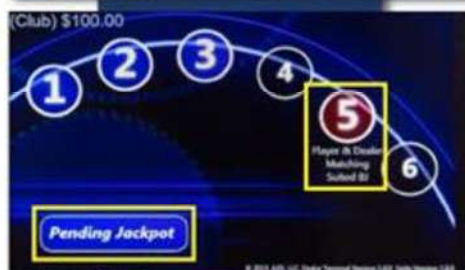 (Club) $100.00
1
2
3
4
5
Player & Dealer
Matching
Suited BJ
6
Pending Jackpot